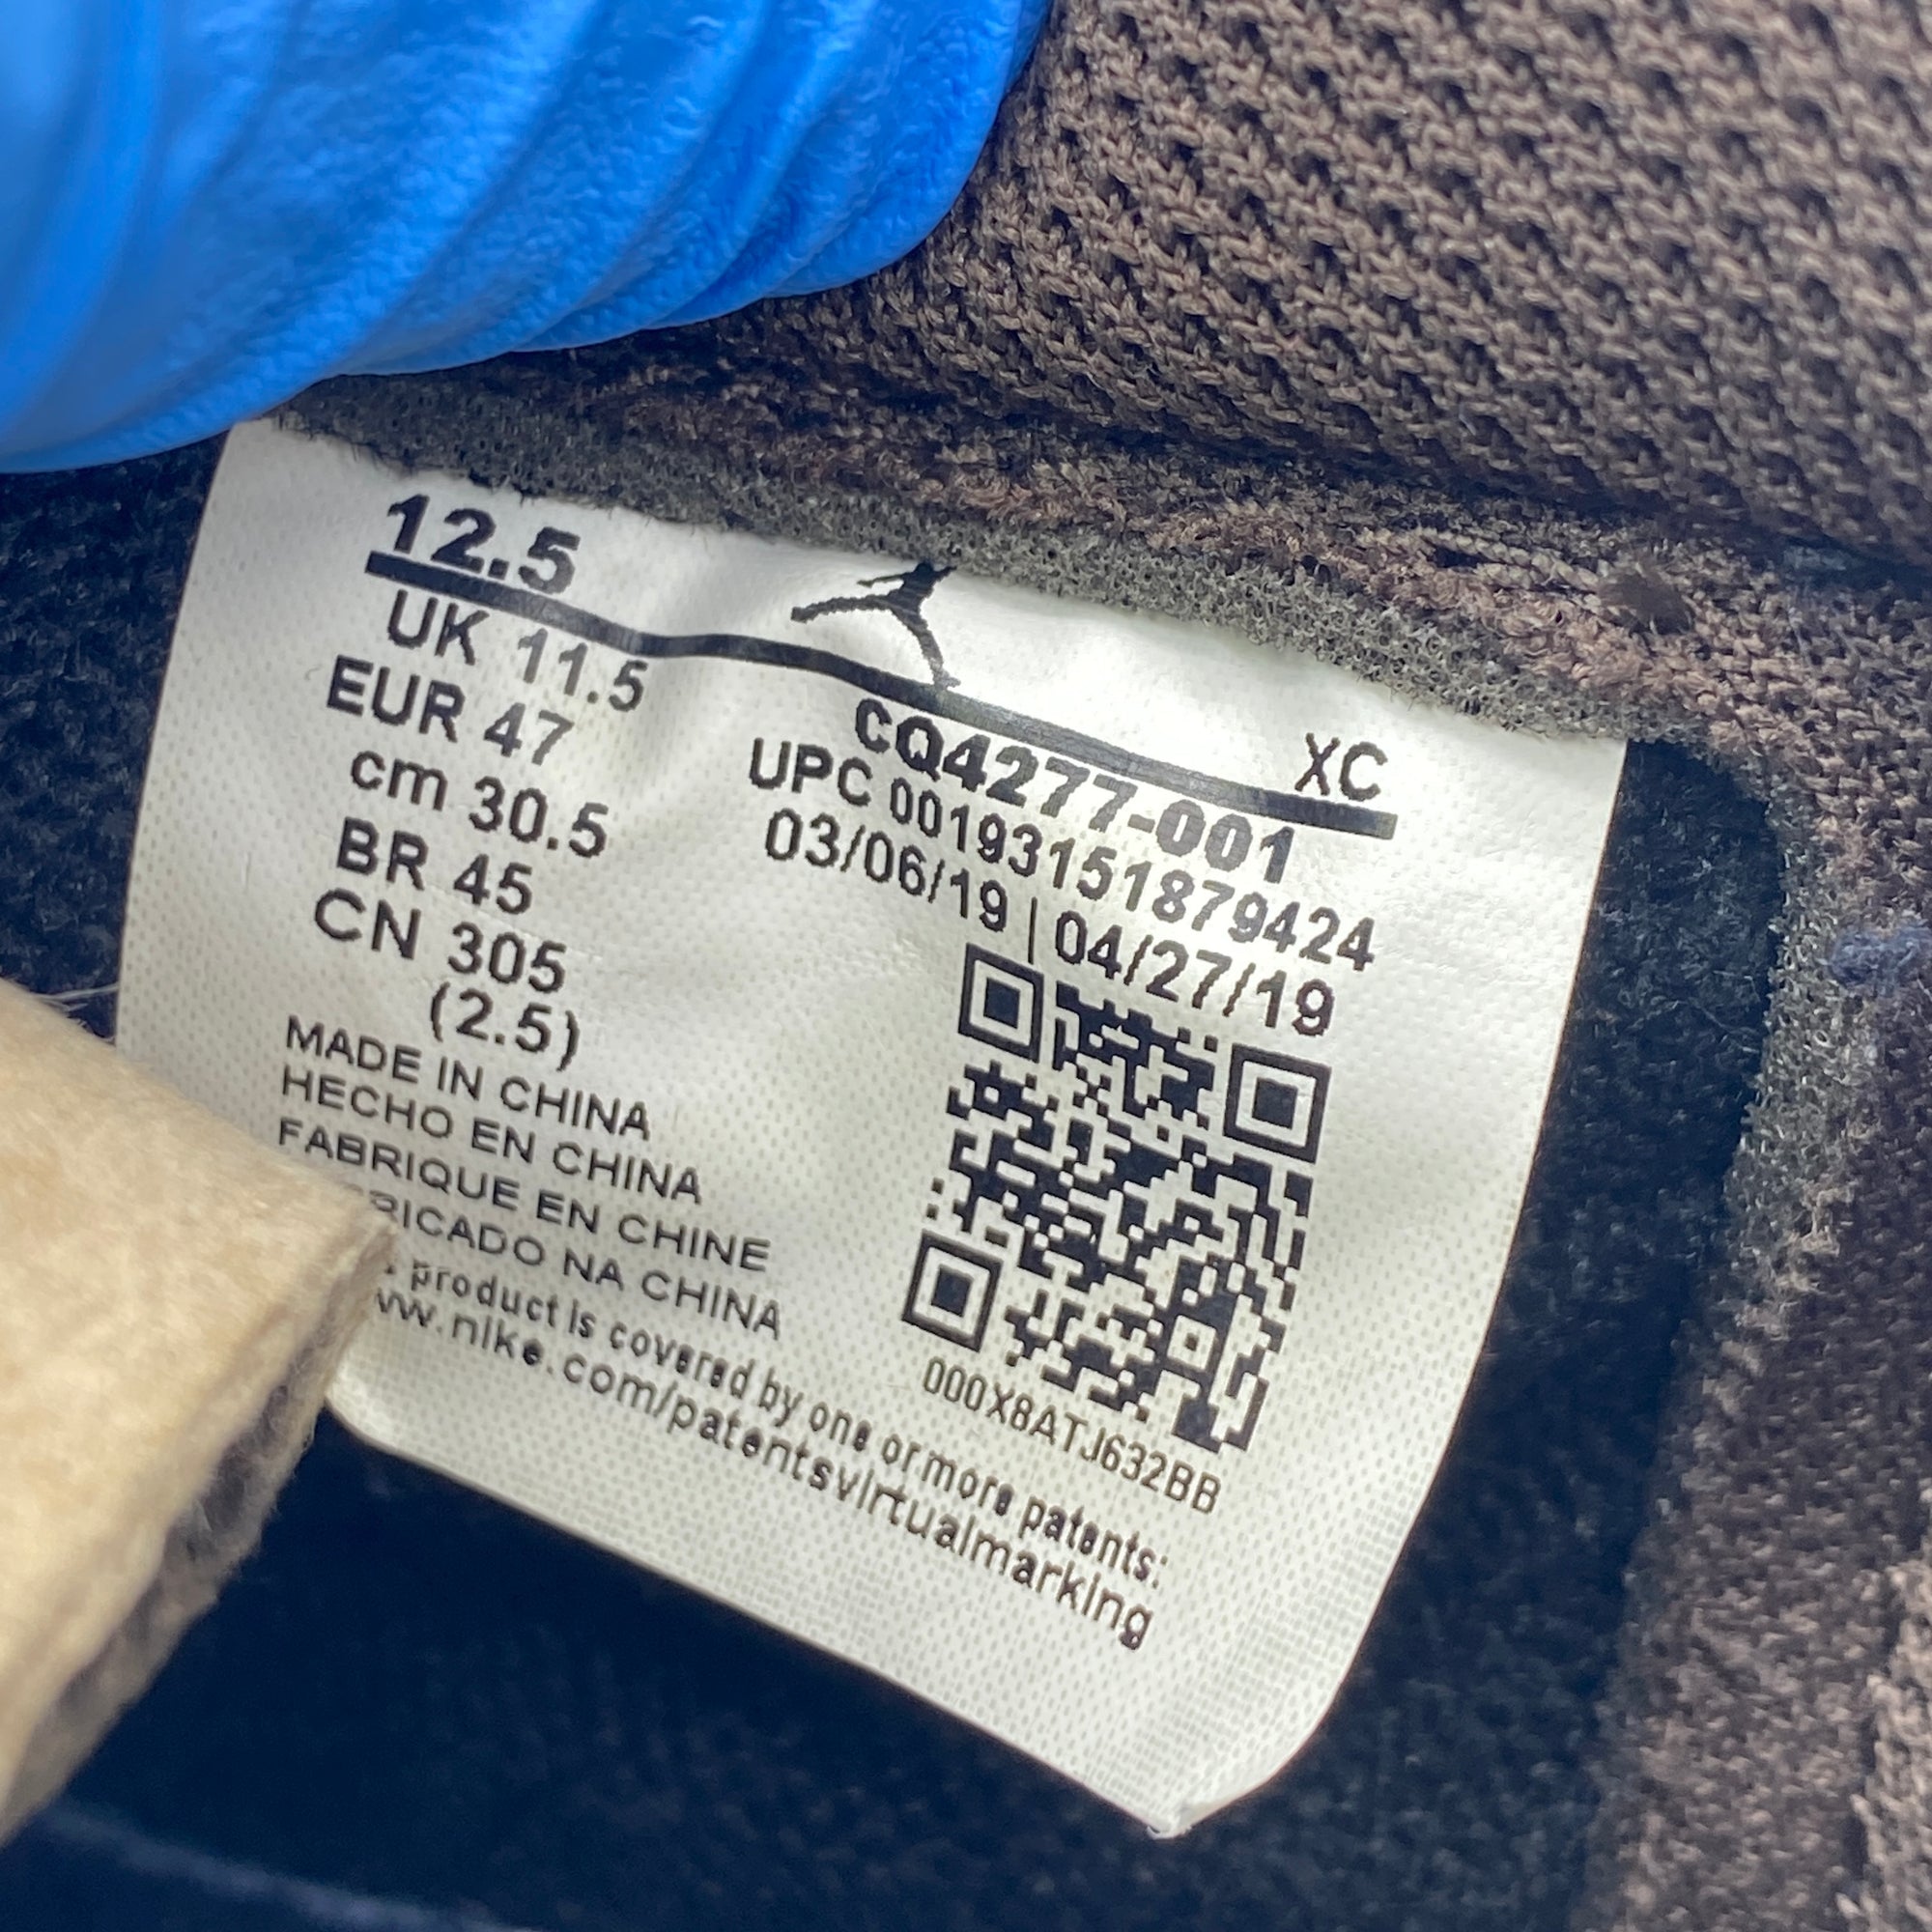 12.5
UK 11.5
EUR 47
cm 30.5
BR 45
CN 305
(2.5)
XC
CQ4277-001
UPC 00193151879424
03/06/19 | 04/27/19
000X8ATJ632BB
MADE IN CHINA
HECHO EN CHINA
FABRIQUE EN CHINE
RICADO NA CHINA
product is covered by one or more patents:
ww.nike.com/patentsvirtualmarking